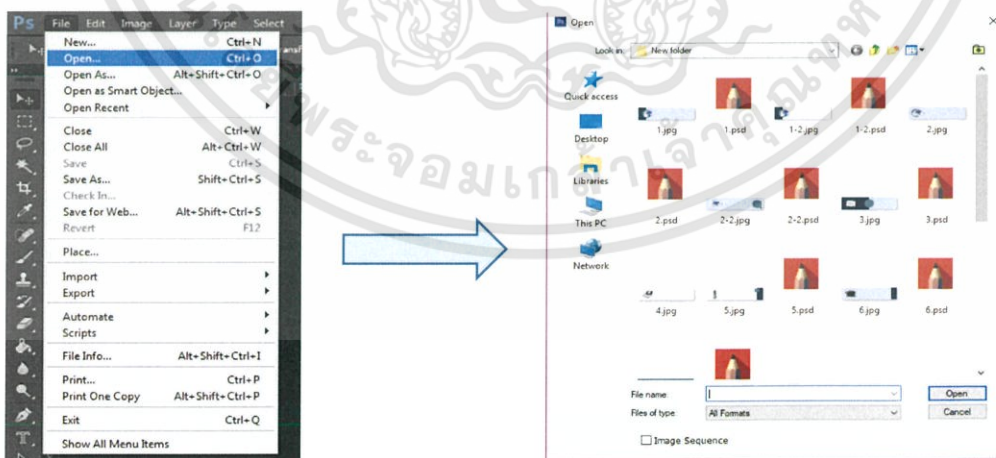 Ps File Edit Image Layer Type Select
New... Ctrl+N
Open... Ctrl+O
Open As... Alt+Shift+Ctrl+O
Open as Smart Object...
Open Recent
Close Ctrl+W
Close All Alt+Ctrl+W
Save Ctrl+S
Save As... Shift+Ctrl+S
Check In...
Save for Web... Alt+Shift+Ctrl+S
Revert F12
Place...
Import
Export
Automate
Scripts
File Info... Alt+Shift+Ctrl+I
Print... Ctrl+P
Print One Copy Alt+Shift+Ctrl+P
Exit Ctrl+Q
Show All Menu Items
Open
Look in: New folder
Quick access
Desktop
Libraries
This PC
Network
1.jpg 1.psd 1-2.jpg 1-2.psd 2.jpg
2.psd 2-2.jpg 2-2.psd 3.jpg 3.psd
4.jpg 5.jpg 5.psd 6.jpg 6.psd
File name: Open
Files of type: All Formats Cancel
Image Sequence